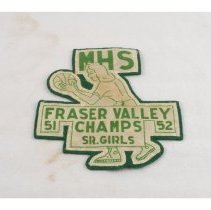 MHS
FRASER VALLEY
51 CHAMPS 52
SR. GIRLS